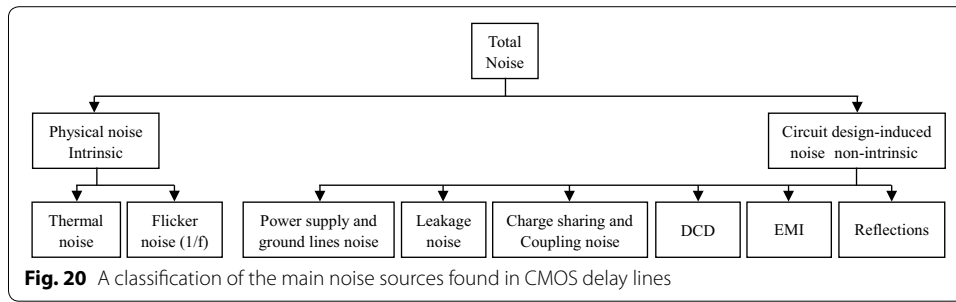 Total
Noise
Physical noise
Intrinsic
Circuit design-induced
noise non-intrinsic
Thermal
noise
Flicker
noise (1/f)
Power supply and
ground lines noise
Leakage
noise
Charge sharing and
Coupling noise
DCD
EMI
Reflections
Fig. 20 A classification of the main noise sources found in CMOS delay lines